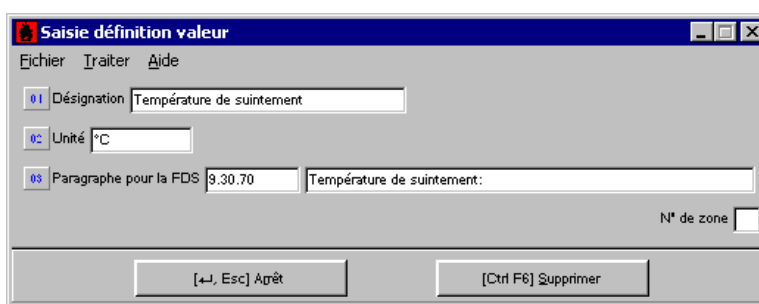 Saisie définition valeur
Fichier Traiter Aide
01 Désignation Température de suintement
02 Unité °C
03 Paragraphe pour la FDS 9.30.70 Température de suintement:
N° de zone
[↵, Esc] Arrêt [Ctrl F6] Supprimer